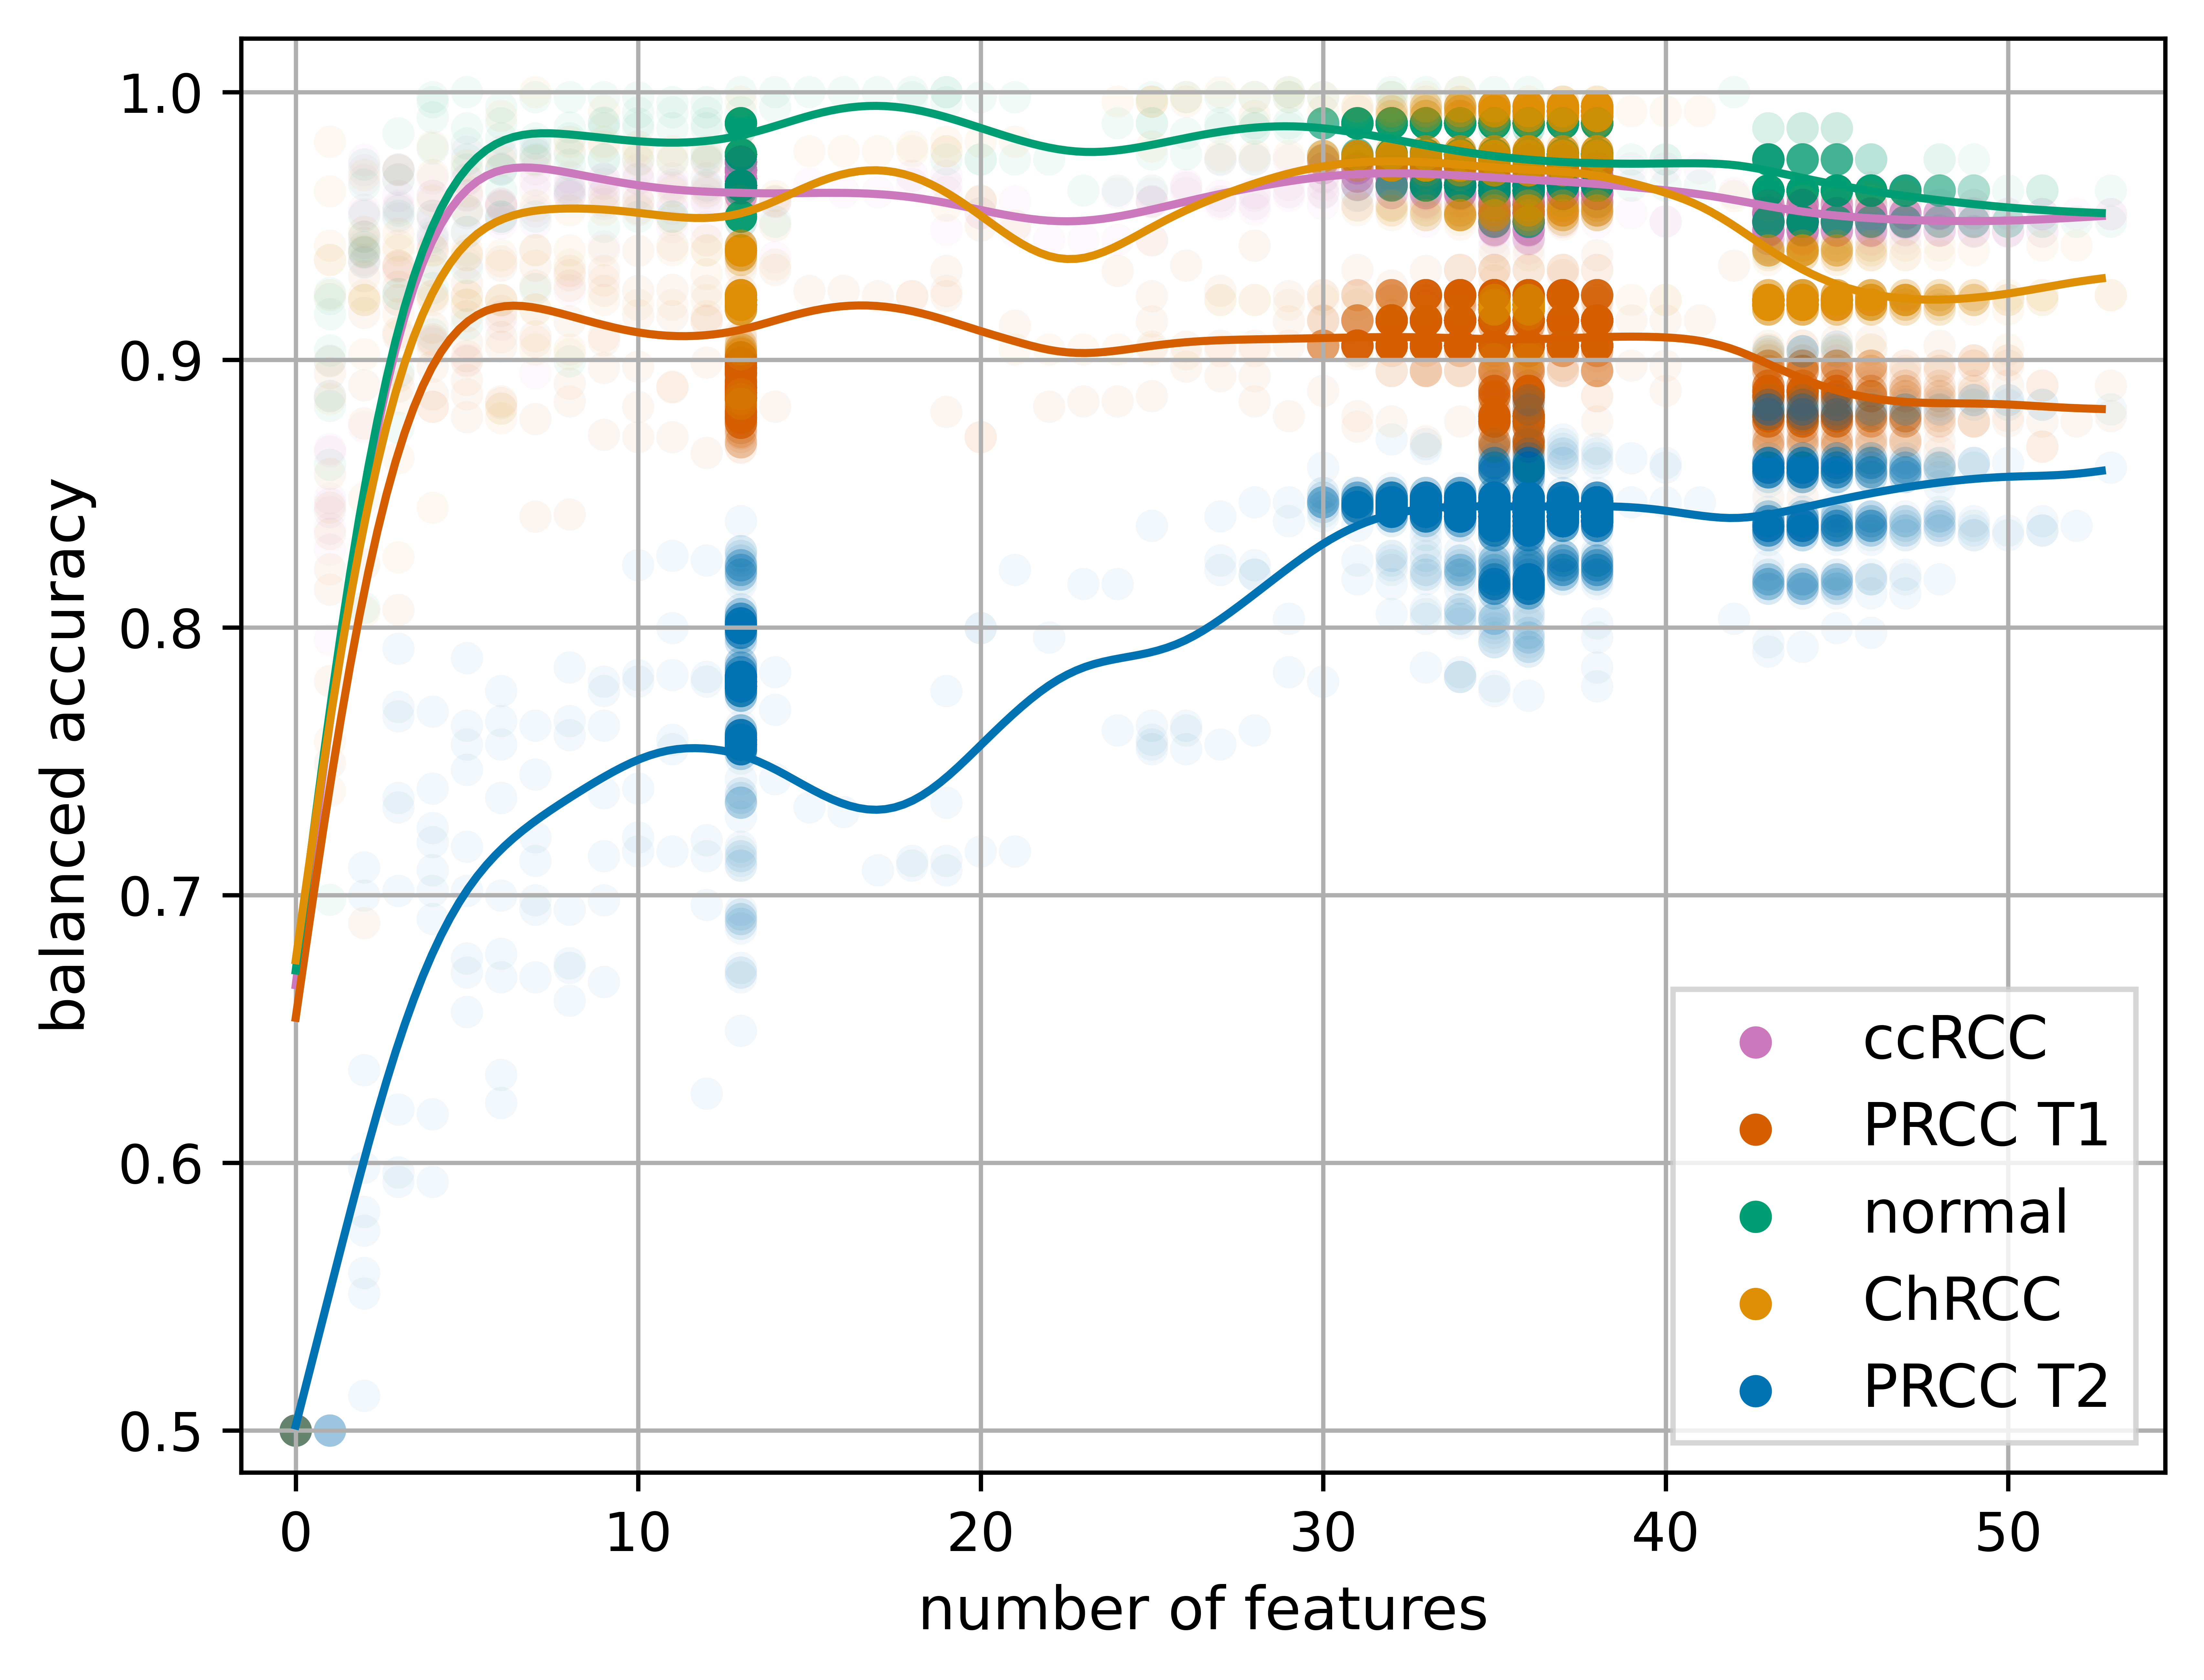 1.0
0.9
0.8
0.7
0.6
0.5
balanced accuracy
0 10 20 30 40 50
number of features
ccRCC
PRCC T1
normal
ChRCC
PRCC T2